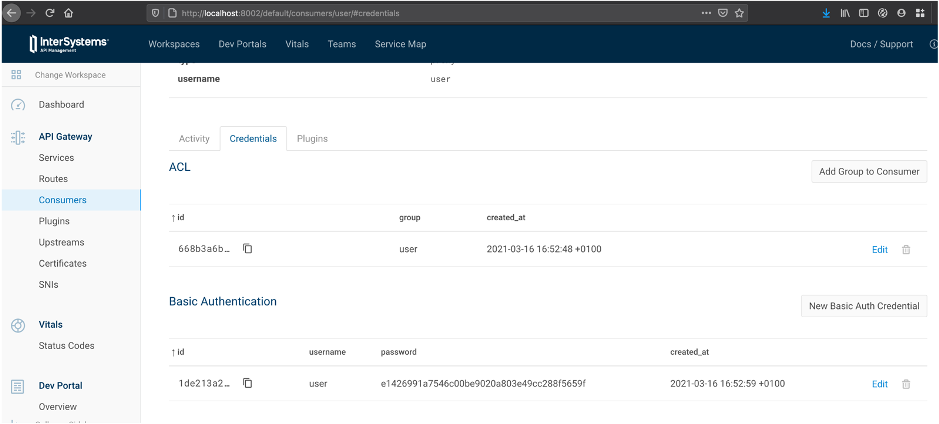 http://localhost:8002/default/consumers/user/#credentials
InterSystems
API Management
Workspaces Dev Portals Vitals Teams Service Map Docs / Support
Change Workspace
username user
Dashboard
Activity Credentials Plugins
API Gateway
Services
Routes
Consumers
Plugins
Upstreams
Certificates
SNIs
Vitals
Status Codes
Dev Portal
Overview
ACL
Add Group to Consumer
↑ id group created_at
668b3a6b… user 2021-03-16 16:52:48 +0100 Edit
Basic Authentication
New Basic Auth Credential
↑ id username password created_at
1de213a2… user e1426991a7546c00be9020a803e49cc288f5659f 2021-03-16 16:52:59 +0100 Edit